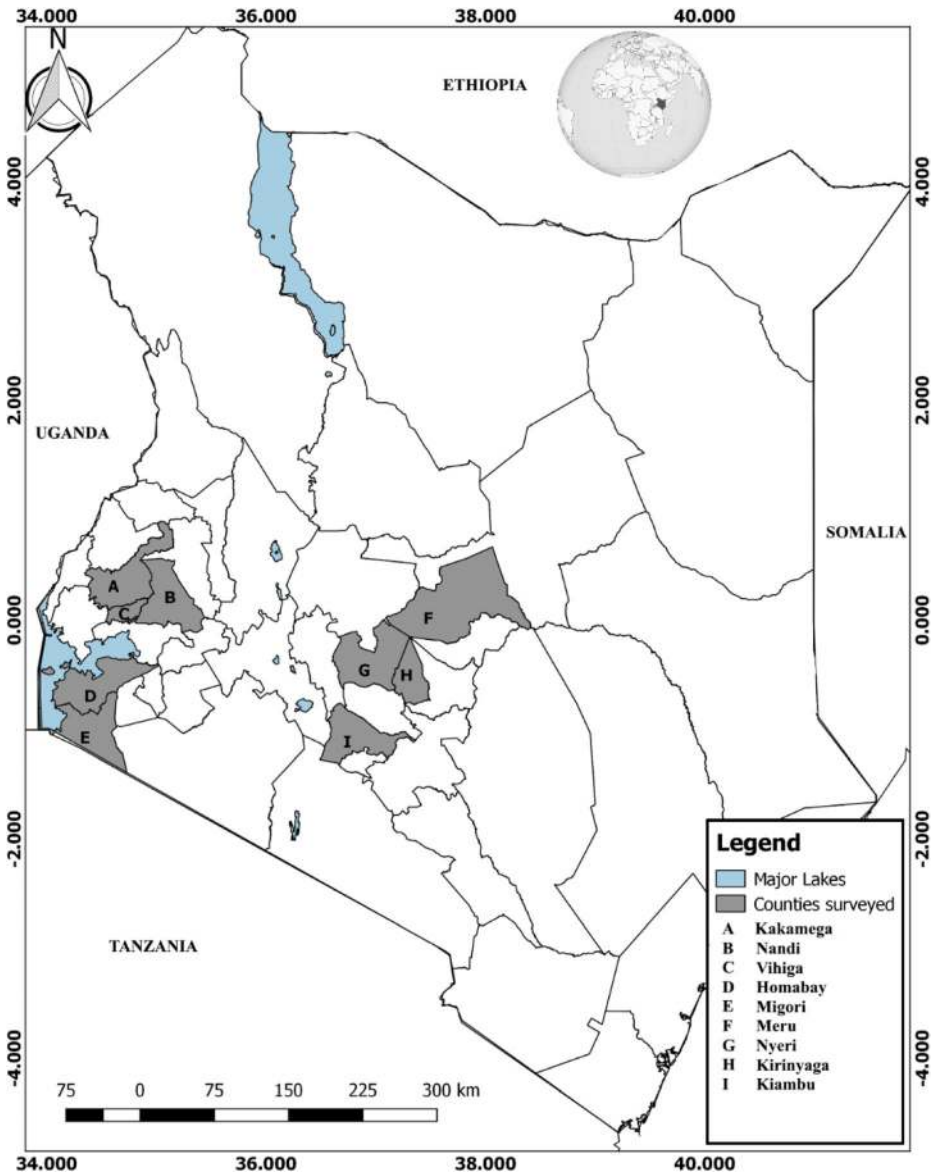 34.000 36.000 38.000 40.000
N
ETHIOPIA
4.000 4.000
2.000 2.000
UGANDA
SOMALIA
A
B
C
0.000 0.000
F
G
H
D
E
I
-2.000 -2.000
TANZANIA
-4.000 -4.000
75 0 75 150 225 300 km
Legend
Major Lakes
Counties surveyed
A Kakamega
B Nandi
C Vihiga
D Homabay
E Migori
F Meru
G Nyeri
H Kirinyaga
I Kiambu
34.000 36.000 38.000 40.000